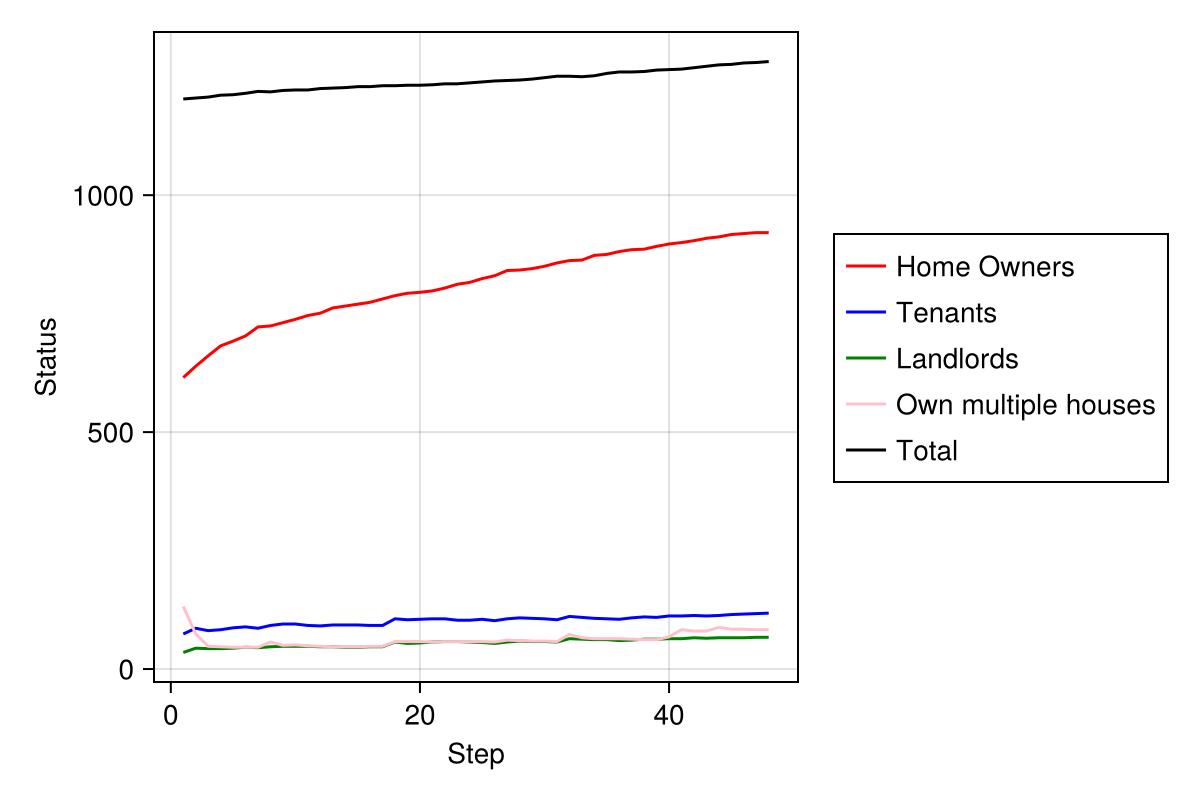 Status
1000
500
0
0
20
40
Step
Home Owners
Tenants
Landlords
Own multiple houses
Total